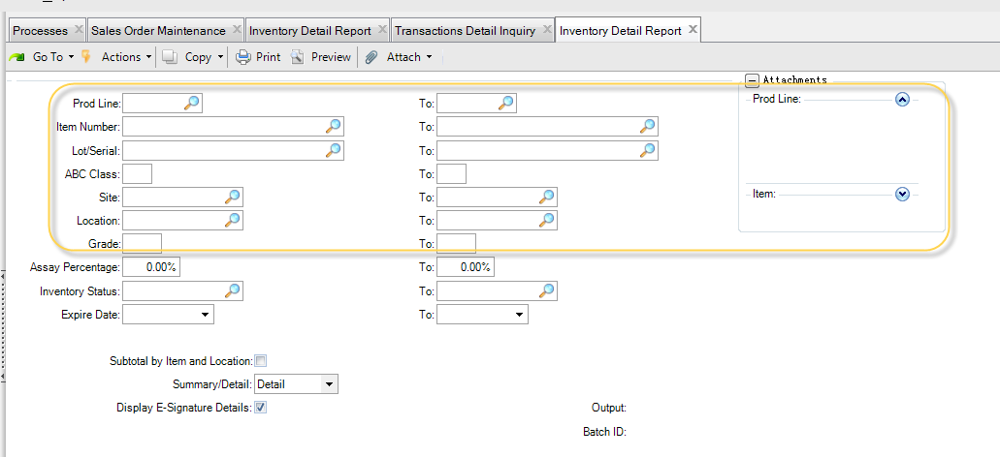 Processes Sales Order Maintenance Inventory Detail Report Transactions Detail Inquiry Inventory Detail Report
Go To Actions Copy Print Preview Attach
Attachments
Prod Line: To: Prod Line:
Item Number: To:
Lot/Serial: To:
ABC Class: To:
Site: To: Item:
Location: To:
Grade: To:
Assay Percentage: 0.00% To: 0.00%
Inventory Status: To:
Expire Date: To:
Subtotal by Item and Location:
Summary/Detail: Detail
Display E-Signature Details: Output:
Batch ID: